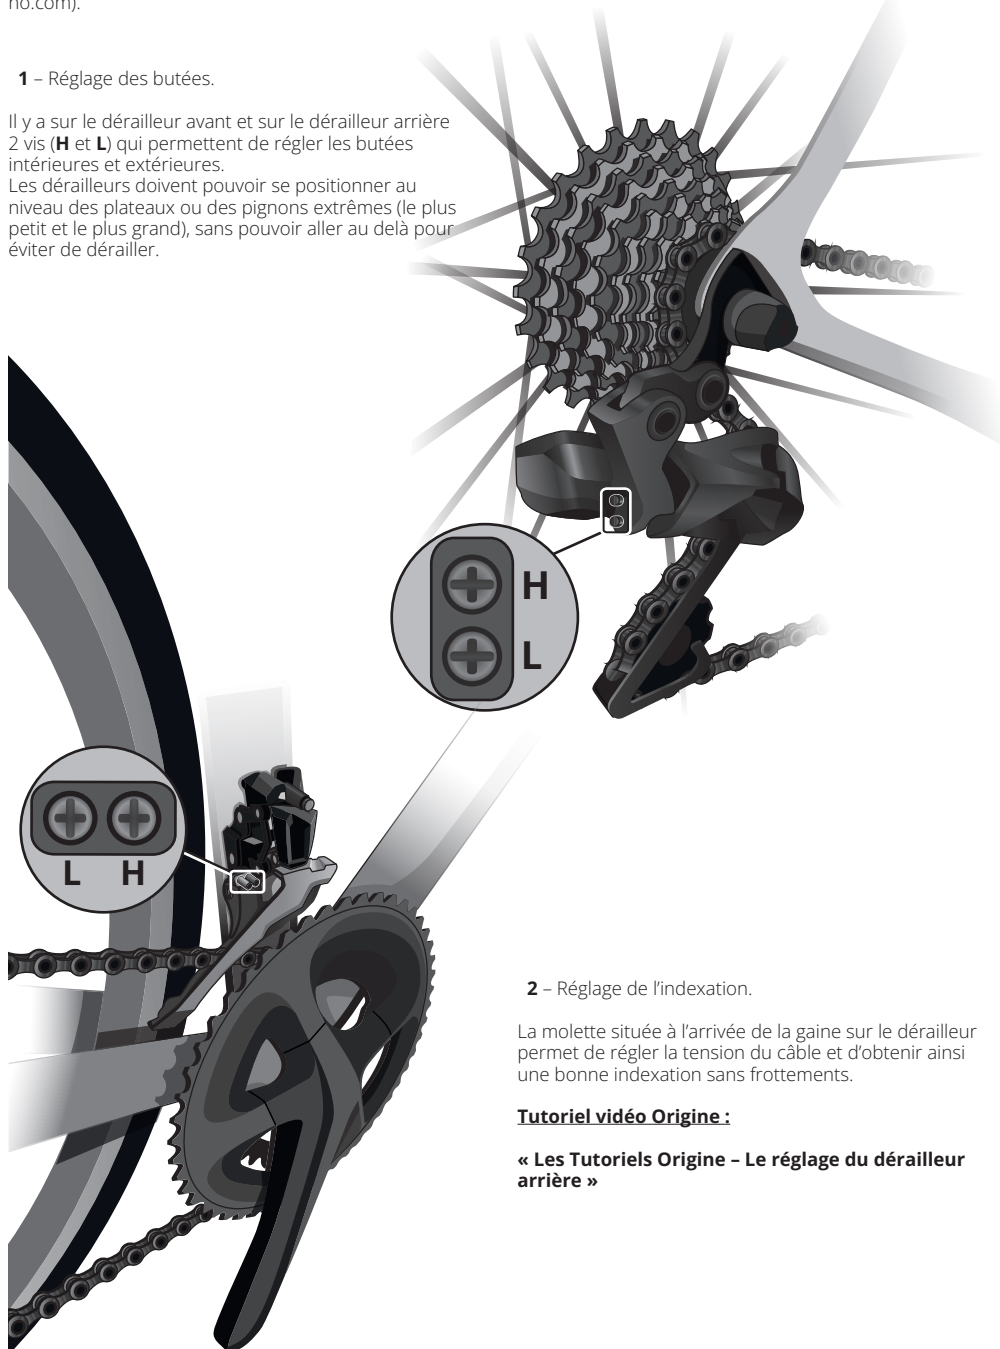 no.com).
1 – Réglage des butées.
Il y a sur le dérailleur avant et sur le dérailleur arrière
2 vis (H et L) qui permettent de régler les butées
intérieures et extérieures.
Les dérailleurs doivent pouvoir se positionner au
niveau des plateaux ou des pignons extrêmes (le plus
petit et le plus grand), sans pouvoir aller au delà pour
éviter de dérailler.
H
L
L H
2 – Réglage de l’indexation.
La molette située à l’arrivée de la gaine sur le dérailleur
permet de régler la tension du câble et d’obtenir ainsi
une bonne indexation sans frottements.
Tutoriel vidéo Origine :
« Les Tutoriels Origine – Le réglage du dérailleur
arrière »